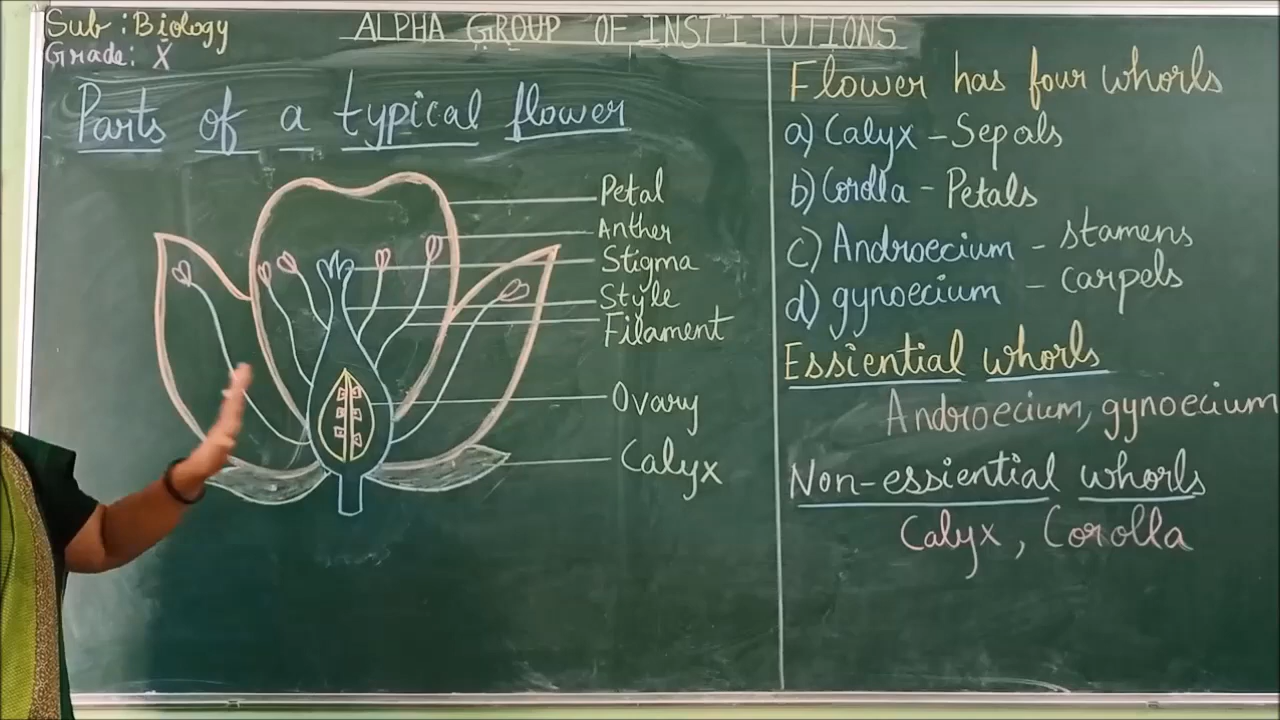 Sub : Biology
Grade: X
ALPHA GROUP OF INSTITUTIONS
Parts of a typical flower
Petal
Anther
Stigma
Style
Filament
Ovary
Calyx
Flower has four whorls
a) Calyx - Sepals
b) Corolla - Petals
c) Androecium - stamens
d) gynoecium - carpels
Essiential whorls
Androecium, gynoecium
Non-essiential whorls
Calyx, Corolla